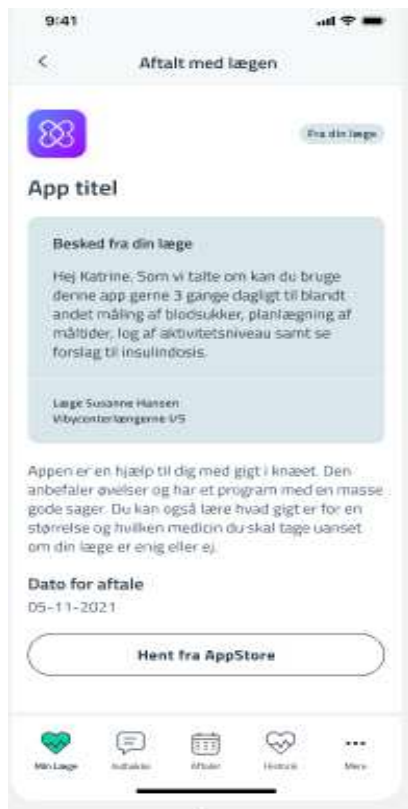 9:41
Aftalt med lægen
Fra din læge
App titel
Besked fra din læge
Hej Katrine. Som vi talte om kan du bruge
denne app gerne 3 gange dagligt til blandt
andet måling af blodsukker, planlægning af
måltider, log af aktivitetsniveau samt se
forslag til insulindosis.
Læge Susanne Hansen
I/S
Appen er en hjælp til dig med gigt i knæet. Den
anbefaler øvelser og har et program med en masse
gode sager. Du kan også lære hvad gigt er for en
størrelse og hvilken medicin du skal tage uanset
om din læge er enig eller ej.
Dato for aftale
05-11-2021
Hent fra AppStore
Min Læge
Indbakke
Aftaler
Historik
Mere